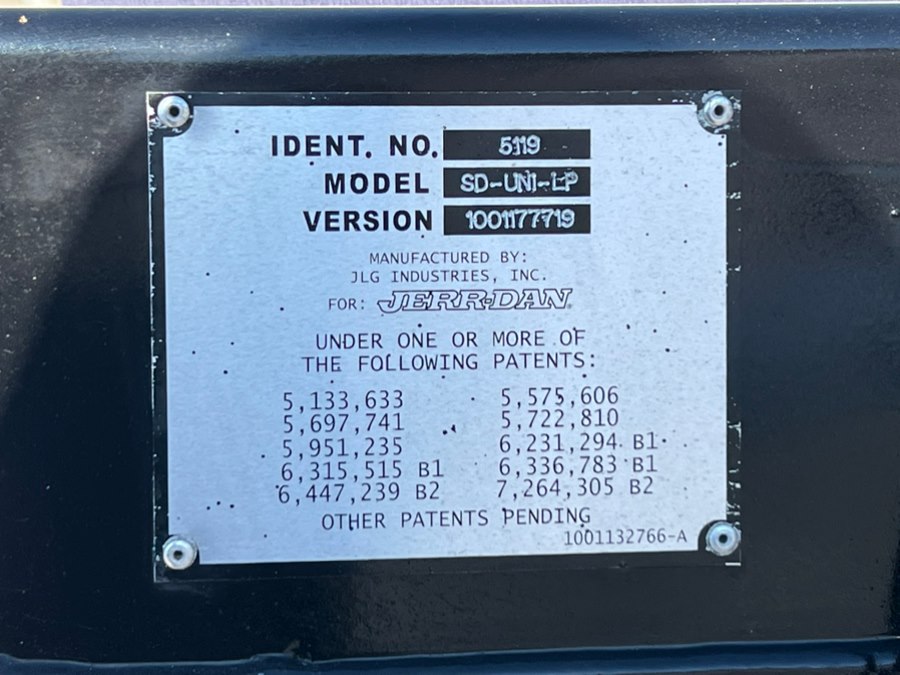 IDENT. NO. 5119
MODEL SD-UNI-LP
VERSION 1001177719
MANUFACTURED BY:
JLG INDUSTRIES, INC.
FOR: JERR-DAN
UNDER ONE OR MORE OF
THE FOLLOWING PATENTS:
5,133,633 5,575,606
5,697,741 5,722,810
5,951,235 6,231,294 B1
6,315,515 B1 6,336,783 B1
6,447,239 B2 7,264,305 B2
OTHER PATENTS PENDING
1001132766-A